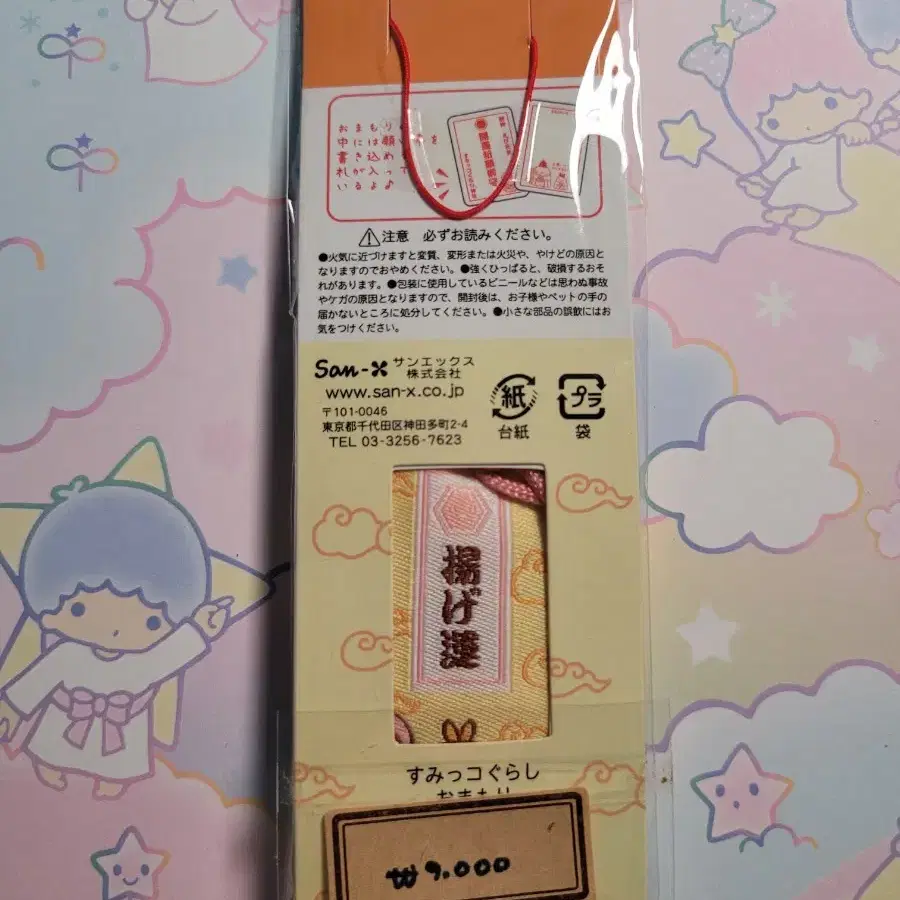 おまもりの
中には願
書き込め
札が入って
いるよ♪
注意 必ずお読みください。
●火気に近づけますと変質、変形または火災や、やけどの原因と
なりますのでおやめください。●強くひっぱると、破損するおそ
れがあります。●包装に使用しているビニールなどは思わぬ事故
やケガの原因となりますので、開封後は、お子様やペットの手の
届かないところに処分してください。●小さな部品の誤飲にはお
気をつけください。
San-X サンエックス
株式会社
www.san-x.co.jp
〒101-0046
東京都千代田区神田多町2-4
TEL 03-3256-7623
紙
台紙
プラ
袋
揚げ運
すみっコぐらし
おまもり
₩9.000